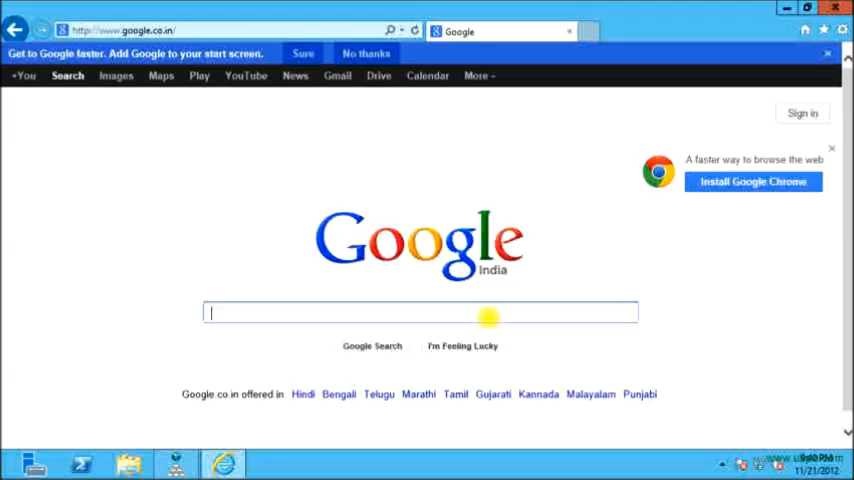 http://www.google.co.in/
Google
Get to Google faster. Add Google to your start screen. Sure No thanks
+You Search Images Maps Play YouTube News Gmail Drive Calendar More
Sign in
A faster way to browse the web
Install Google Chrome
Google
India
Google Search I'm Feeling Lucky
Google.co.in offered in Hindi Bengali Telugu Marathi Tamil Gujarati Kannada Malayalam Punjabi
11/21/2012